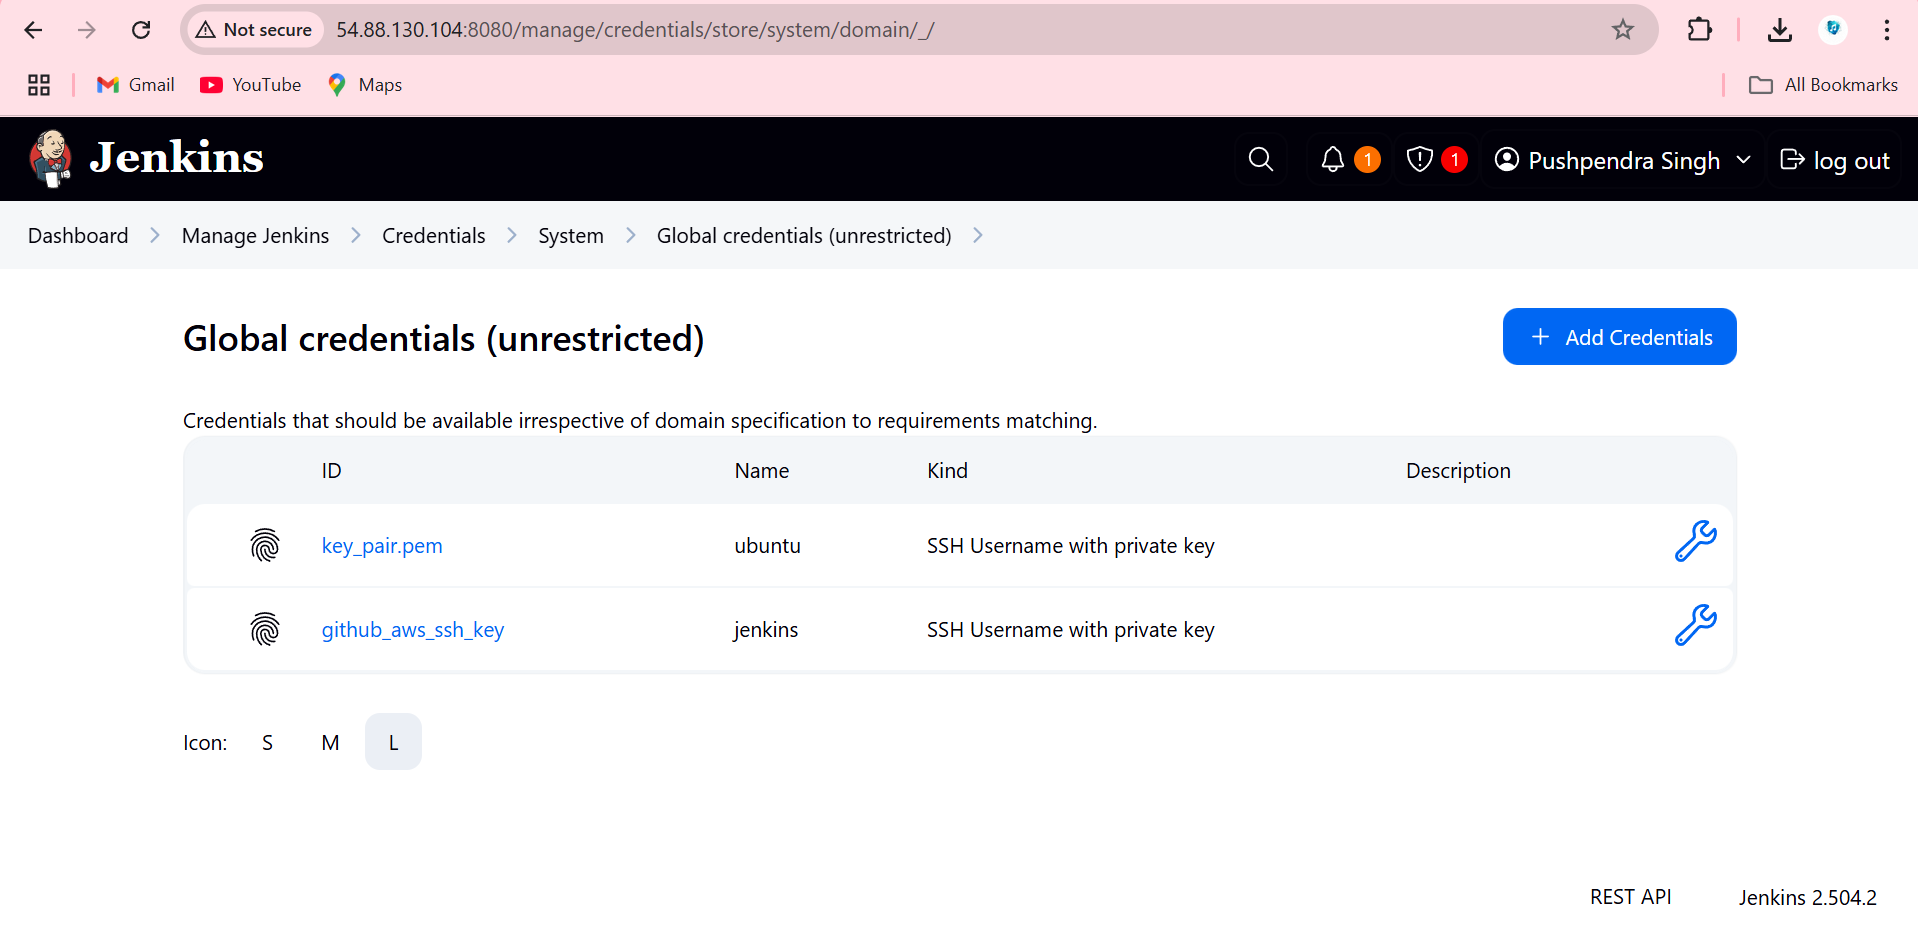 Not secure 54.88.130.104:8080/manage/credentials/store/system/domain/_/
Gmail YouTube Maps All Bookmarks
Jenkins 1 1 Pushpendra Singh log out
Dashboard Manage Jenkins Credentials System Global credentials (unrestricted)
Global credentials (unrestricted) + Add Credentials
Credentials that should be available irrespective of domain specification to requirements matching.
ID Name Kind Description
key_pair.pem ubuntu SSH Username with private key
github_aws_ssh_key jenkins SSH Username with private key
Icon: S M L
REST API Jenkins 2.504.2